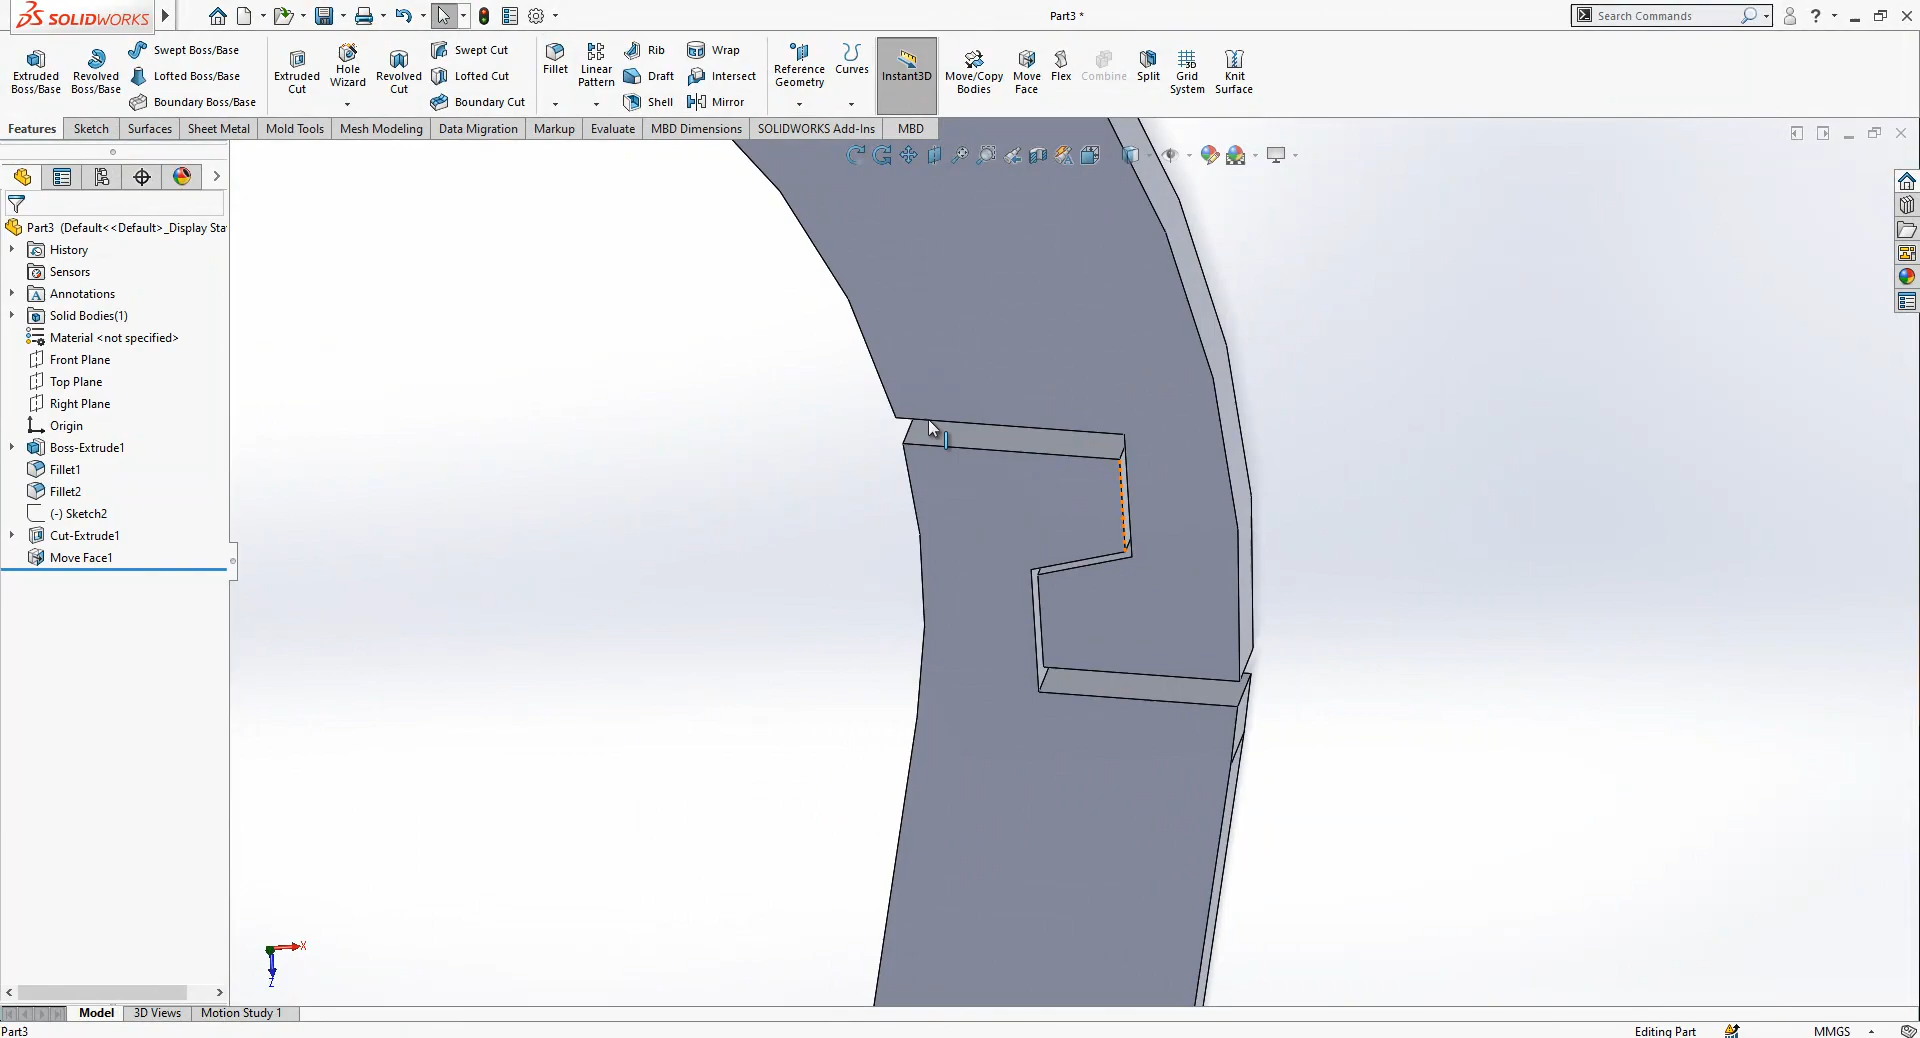 SOLIDWORKS
Part3 *
Search Commands
Extruded Boss/Base
Revolved Boss/Base
Swept Boss/Base
Lofted Boss/Base
Boundary Boss/Base
Extruded Cut
Hole Wizard
Revolved Cut
Swept Cut
Lofted Cut
Boundary Cut
Fillet
Linear Pattern
Rib
Draft
Shell
Wrap
Intersect
Mirror
Reference Geometry
Curves
Instant3D
Move/Copy Bodies
Move Face
Flex
Combine
Split
Grid System
Knit Surface
Features Sketch Surfaces Sheet Metal Mold Tools Mesh Modeling Data Migration Markup Evaluate MBD Dimensions SOLIDWORKS Add-Ins MBD
Part3 (Default<<Default>_Display Sta
History
Sensors
Annotations
Solid Bodies(1)
Material <not specified>
Front Plane
Top Plane
Right Plane
Origin
Boss-Extrude1
Fillet1
Fillet2
(-) Sketch2
Cut-Extrude1
Move Face1
X
Z
Model 3D Views Motion Study 1
Part3
Editing Part
MMGS